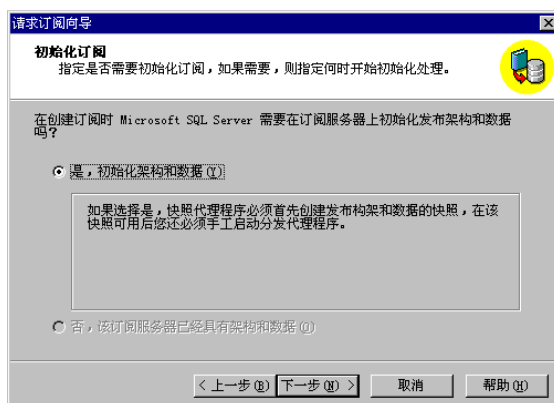 请求订阅向导
初始化订阅
指定是否需要初始化订阅，如果需要，则指定何时开始初始化处理。
在创建订阅时 Microsoft SQL Server 需要在订阅服务器上初始化发布架构和数据
吗？
是，初始化架构和数据(Y)
如果选择是，快照代理程序必须首先创建发布构架和数据的快照，在该
快照可用后您还必须手工启动分发代理程序。
否，该订阅服务器已经具有架构和数据(O)
< 上一步(B) 下一步(N) > 取消 帮助(H)